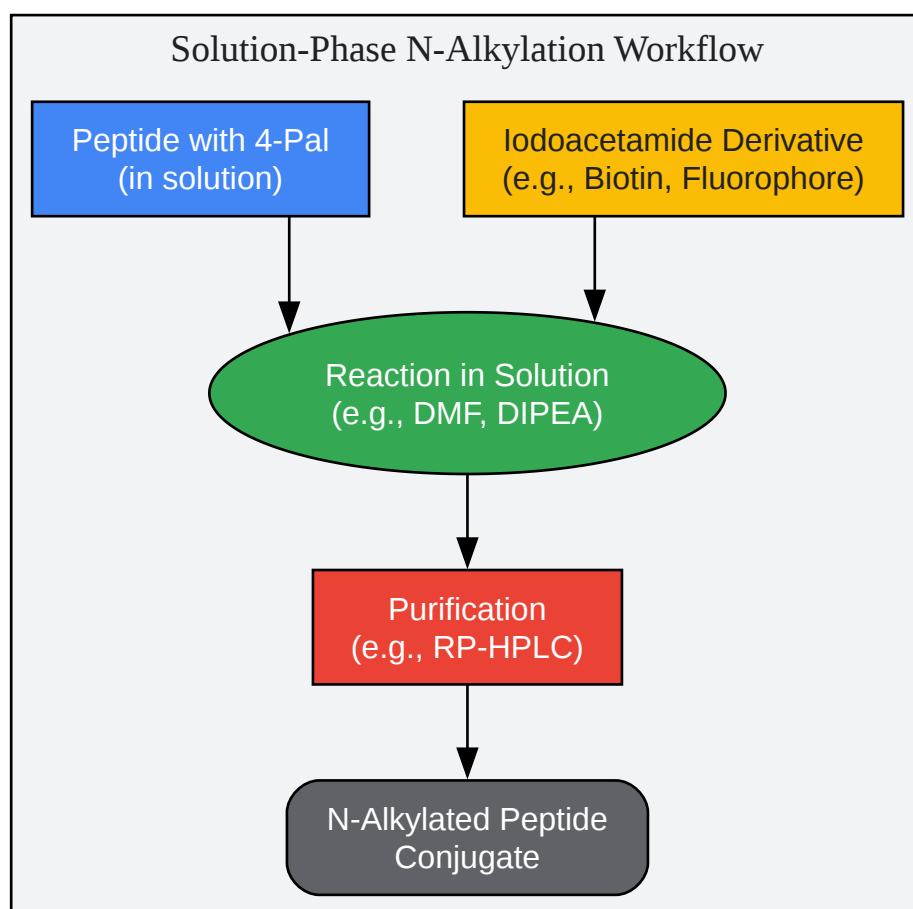 Solution-Phase N-Alkylation Workflow
Peptide with 4-Pal
(in solution)
Iodoacetamide Derivative
(e.g., Biotin, Fluorophore)
Reaction in Solution
(e.g., DMF, DIPEA)
Purification
(e.g., RP-HPLC)
N-Alkylated Peptide
Conjugate